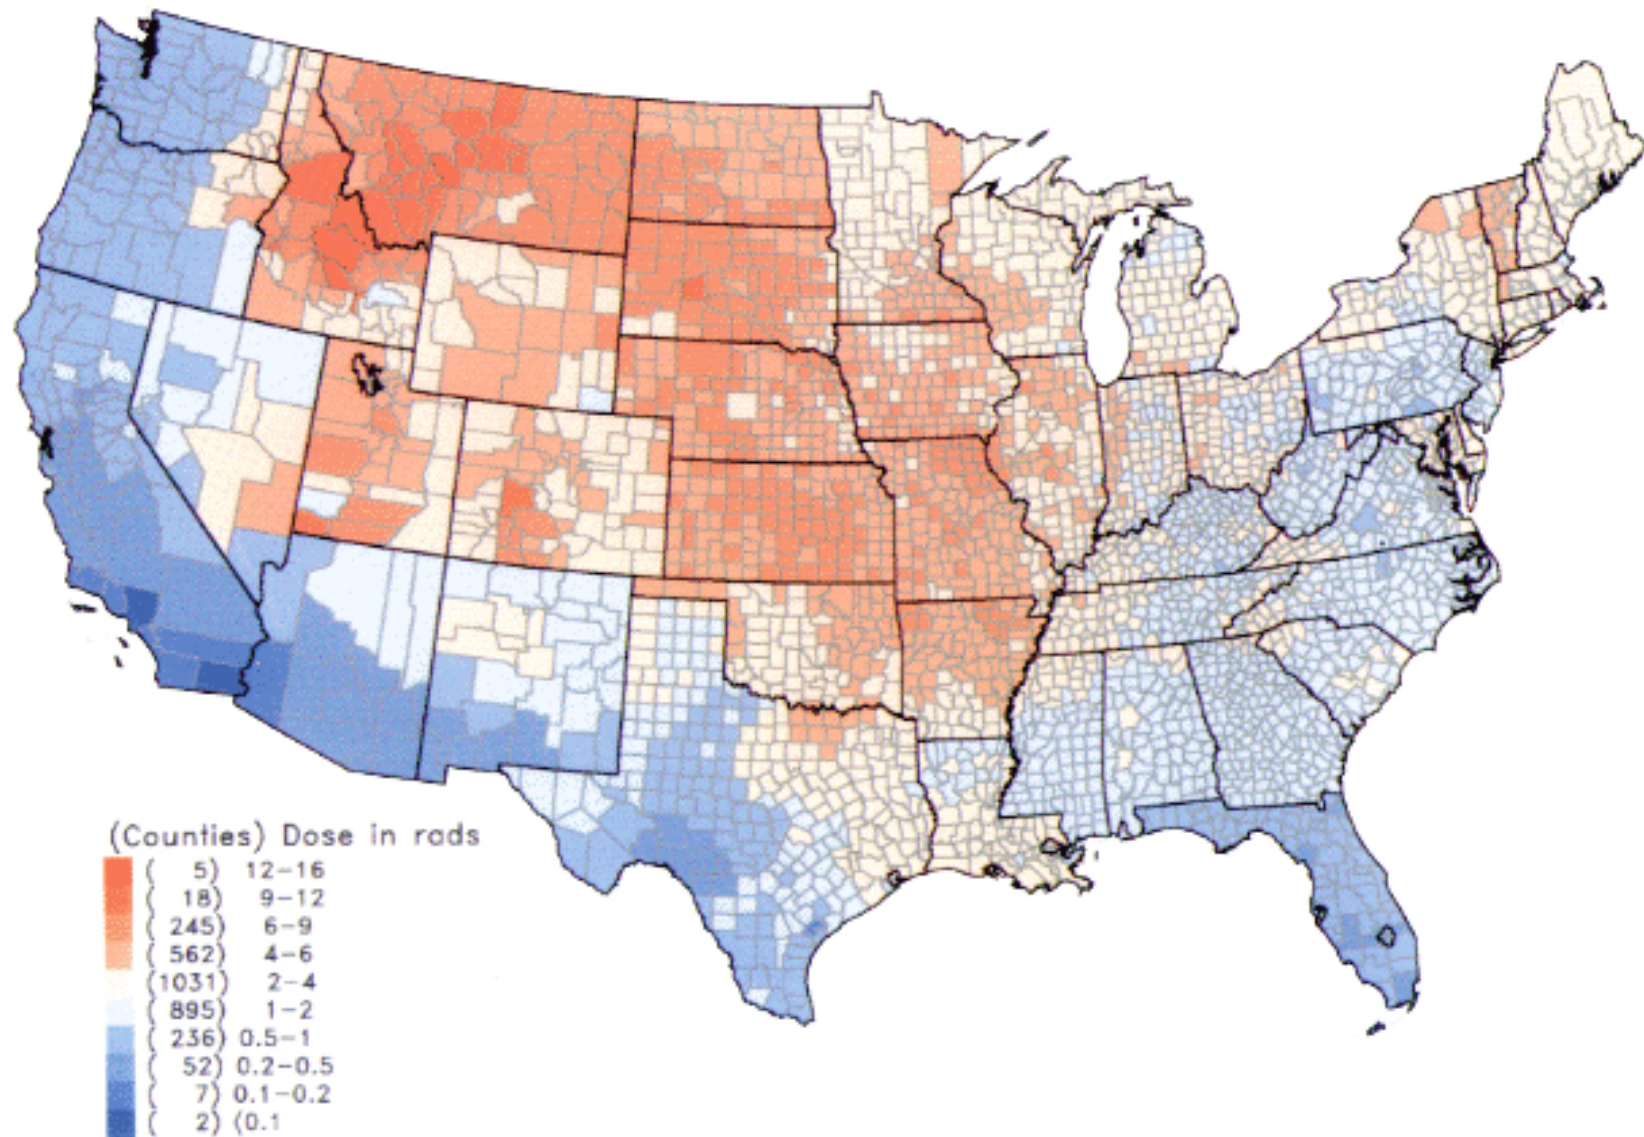 (Counties) Dose in rads
( 5) 12-16
( 18) 9-12
( 245) 6-9
( 562) 4-6
(1031) 2-4
( 895) 1-2
( 236) 0.5-1
( 52) 0.2-0.5
( 7) 0.1-0.2
( 2) (0.1